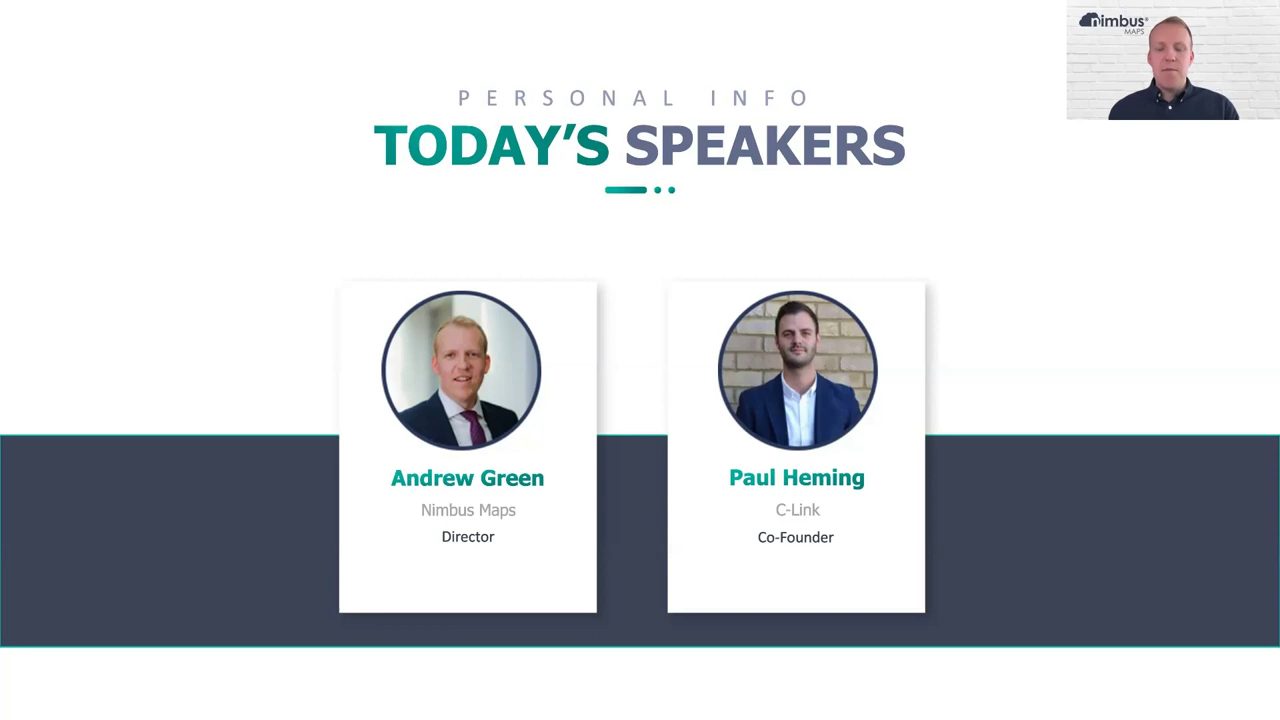 nimbus
MAPS
PERSONAL INFO
TODAY'S SPEAKERS
Andrew Green
Nimbus Maps
Director
Paul Heming
C-Link
Co-Founder